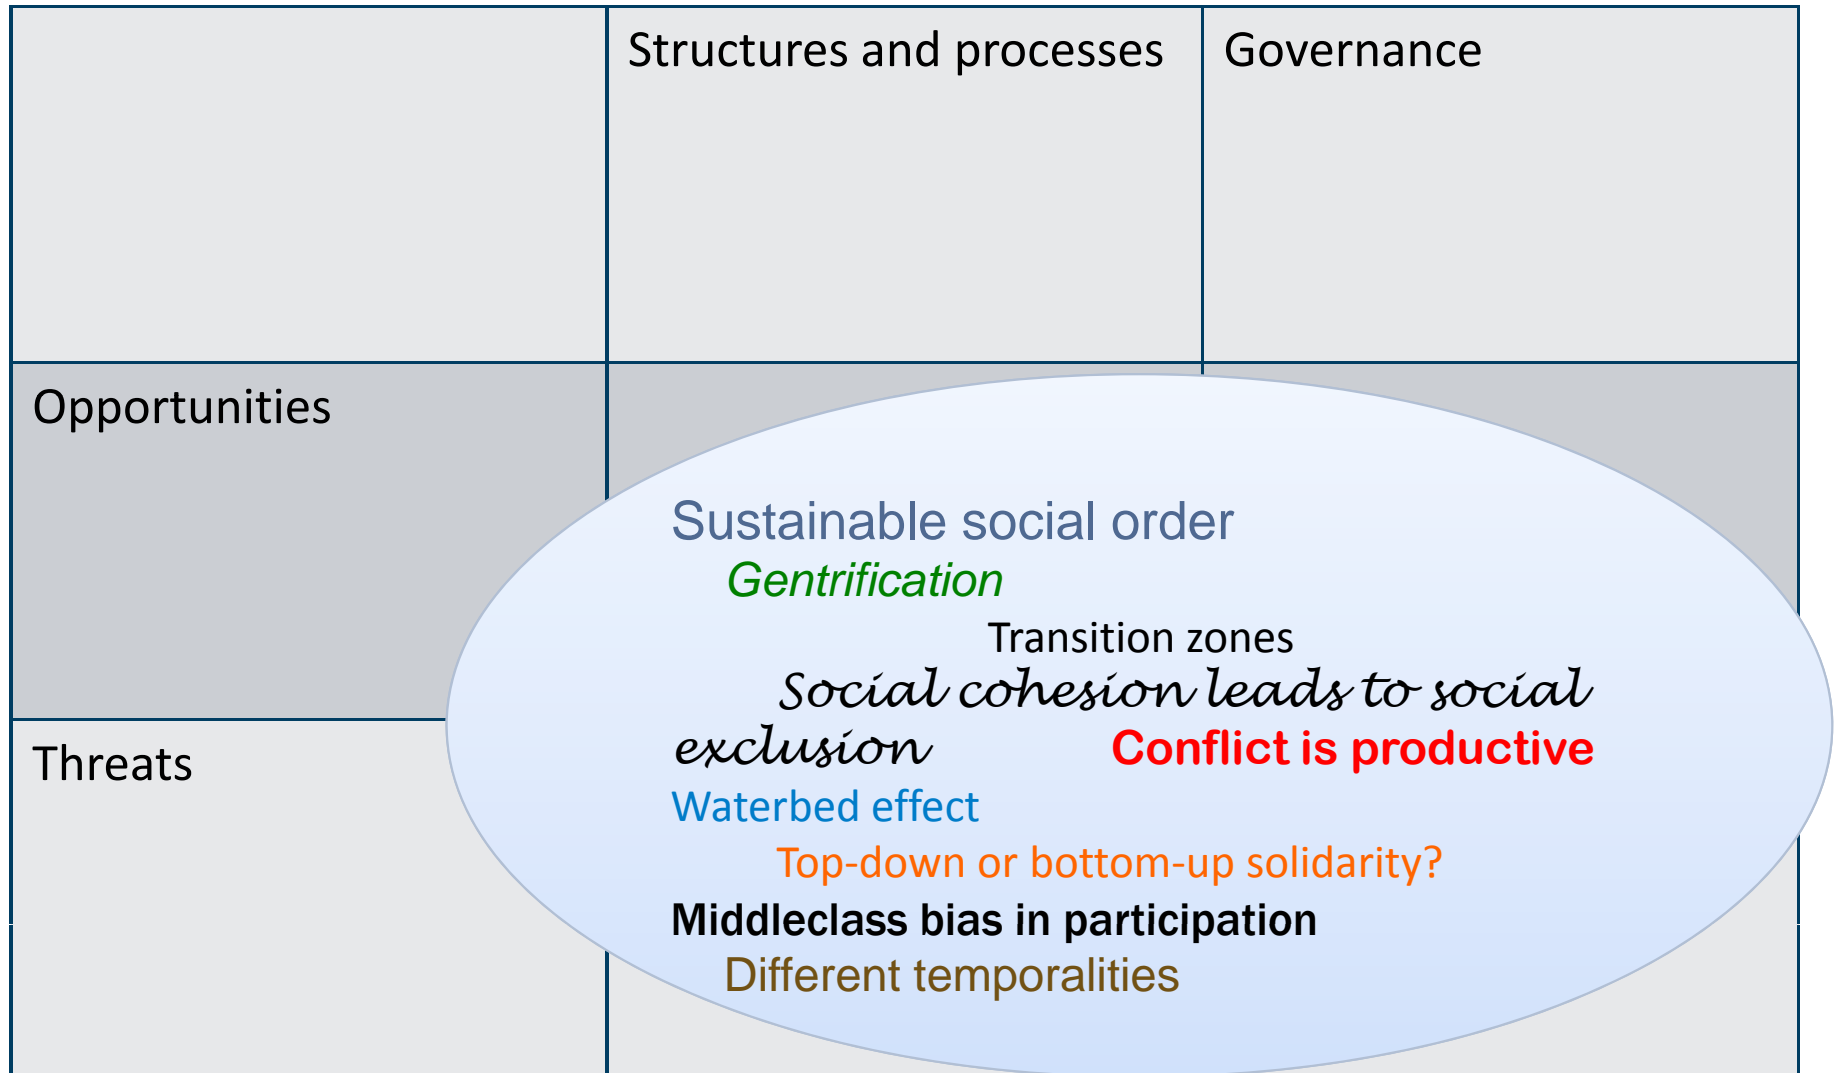 Structures and processes
Governance
Opportunities
Sustainable social order
Gentrification
Transition zones
Social cohesion leads to social
exclusion
Conflict is productive
Threats
Waterbed effect
Top-down or bottom-up solidarity?
Middleclass bias in participation
Different temporalities